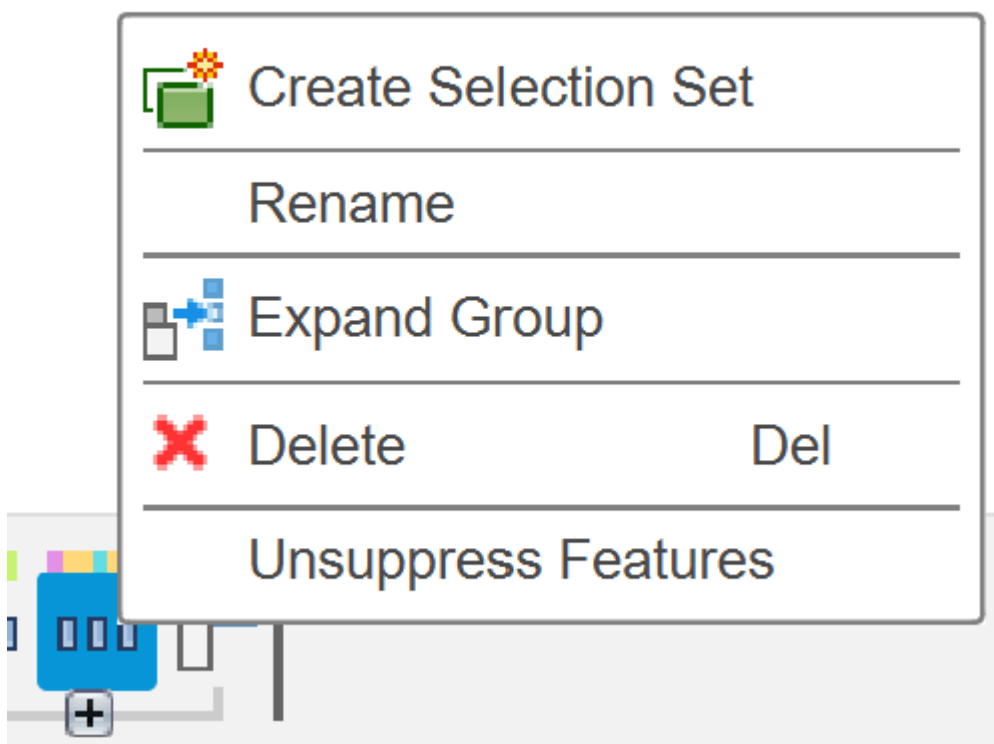 Create Selection Set
Rename
Expand Group
Delete Del
Unsuppress Features